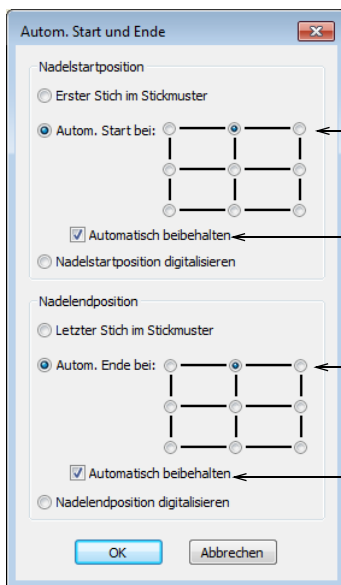 Autom. Start und Ende
Nadelstartposition
Erster Stich im Stickmuster
Autom. Start bei:
Automatisch beibehalten
Nadelstartposition digitalisieren
Nadelendposition
Letzter Stich im Stickmuster
Autom. Ende bei:
Automatisch beibehalten
Nadelendposition digitalisieren
OK
Abbrechen